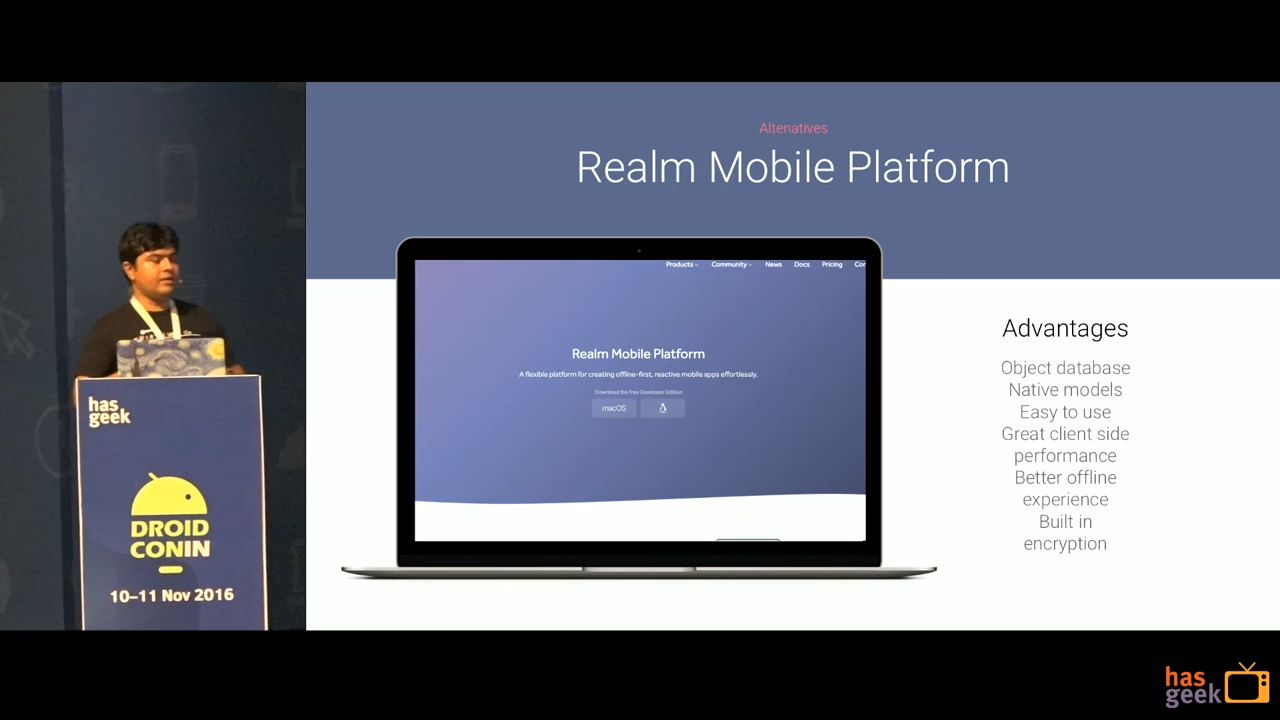 Altenatives
Realm Mobile Platform
Products
Community
News
Docs
Pricing
Realm Mobile Platform
A flexible platform for creating offline-first, reactive mobile apps effortlessly.
Download the free Developer Edition
macOS
Advantages
Object database
Native models
Easy to use
Great client side
performance
Better offline
experience
Built in
encryption
has
geek
DROID
CONIN
10–11 Nov 2016
has
geek